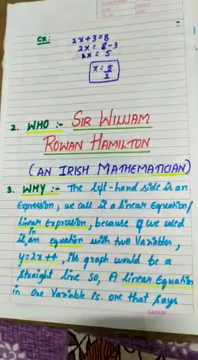 ex: 2x+3=8
2x = 8-3
2x = 5
x = 5/2
2. WHO:- SIR WILLIAM
ROWAN HAMILTON
(AN IRISH MATHEMATICIAN)
3. WHY:- The left-hand side is an
Expression, we call it a linear Equation/
linear Expression, because if we used
it in an equation with two Variables,
y=2x+4, its graph would be a
straight line so, A linear Equation
in One Variable is one that says